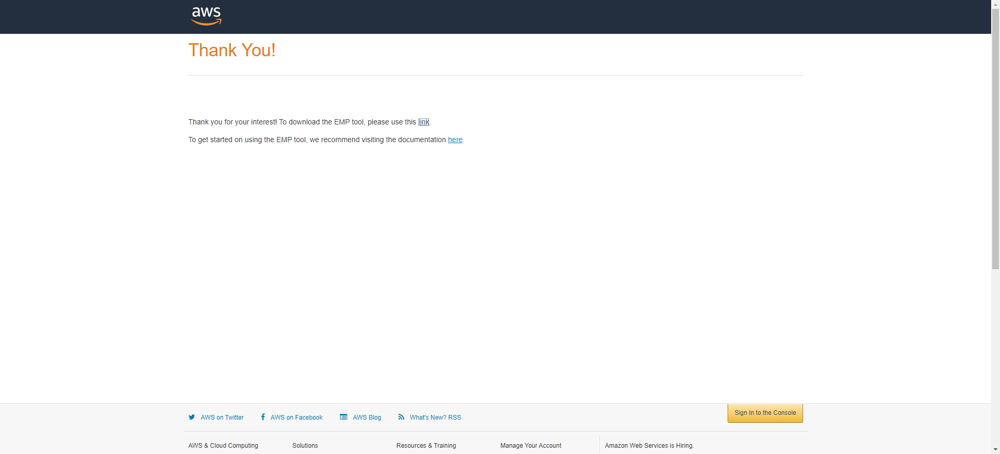 aws
Thank You!
Thank you for your interest! To download the EMP tool, please use this link.
To get started on using the EMP tool, we recommend visiting the documentation here.
AWS on Twitter AWS on Facebook AWS Blog What's New? RSS Sign In to the Console
AWS & Cloud Computing Solutions Resources & Training Manage Your Account Amazon Web Services is Hiring.